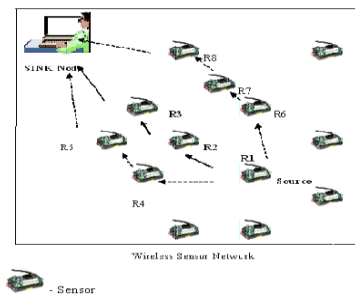 R8
SINK Node
R7
R3
R6
R5
R2
R1
Source
R4
Wireless Sensor Network
- Sensor